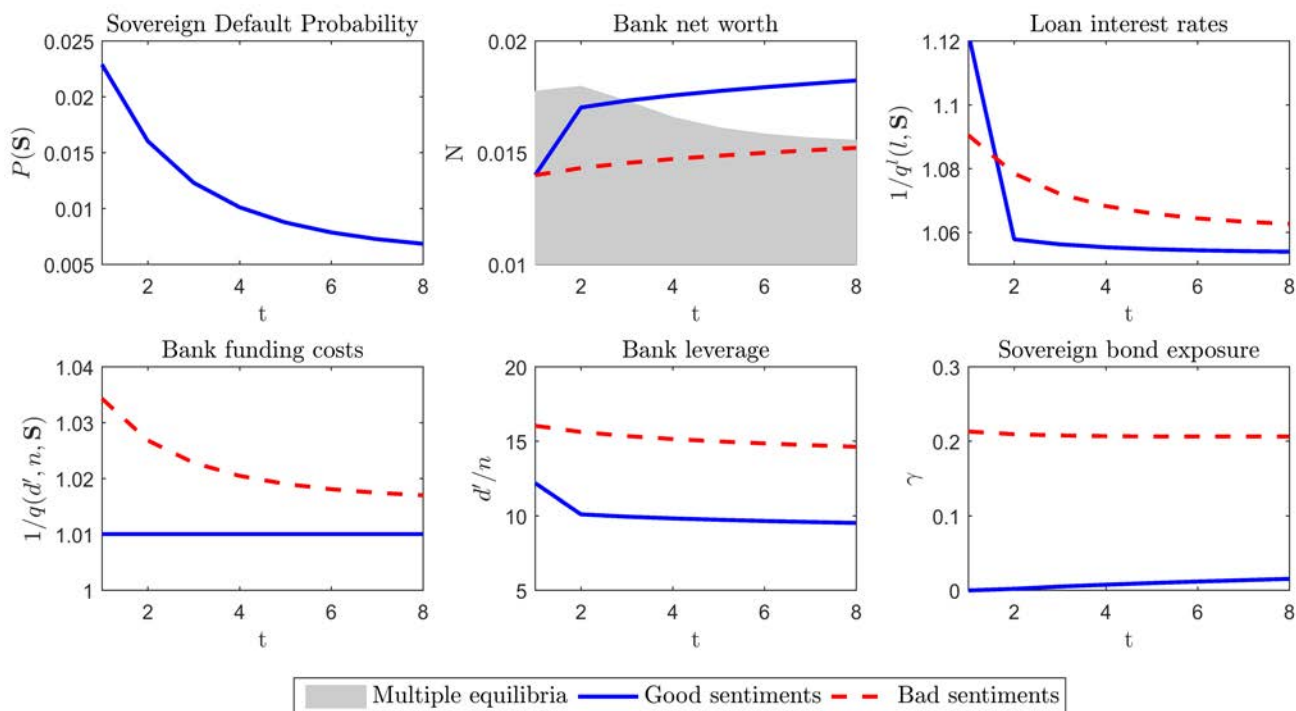 Sovereign Default Probability
0.025
0.02
0.015
0.01
0.005
P(S)
2 4 6 8
t
Bank net worth
0.02
0.015
0.01
N
2 4 6 8
t
Loan interest rates
1.12
1.1
1.08
1.06
1/q^l(l, S)
2 4 6 8
t
Bank funding costs
1.04
1.03
1.02
1.01
1
1/q(d′, n, S)
2 4 6 8
t
Bank leverage
20
15
10
5
d′/n
2 4 6 8
t
Sovereign bond exposure
0.3
0.2
0.1
0
γ
2 4 6 8
t
Multiple equilibria Good sentiments Bad sentiments